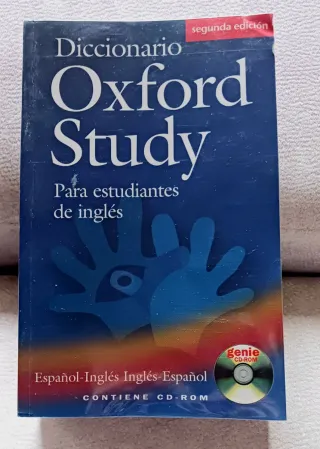 segunda edición
Diccionario
Oxford
Study
Para estudiantes
de inglés
genie
CD-ROM
Español-Inglés Inglés-Español
CONTIENE CD-ROM